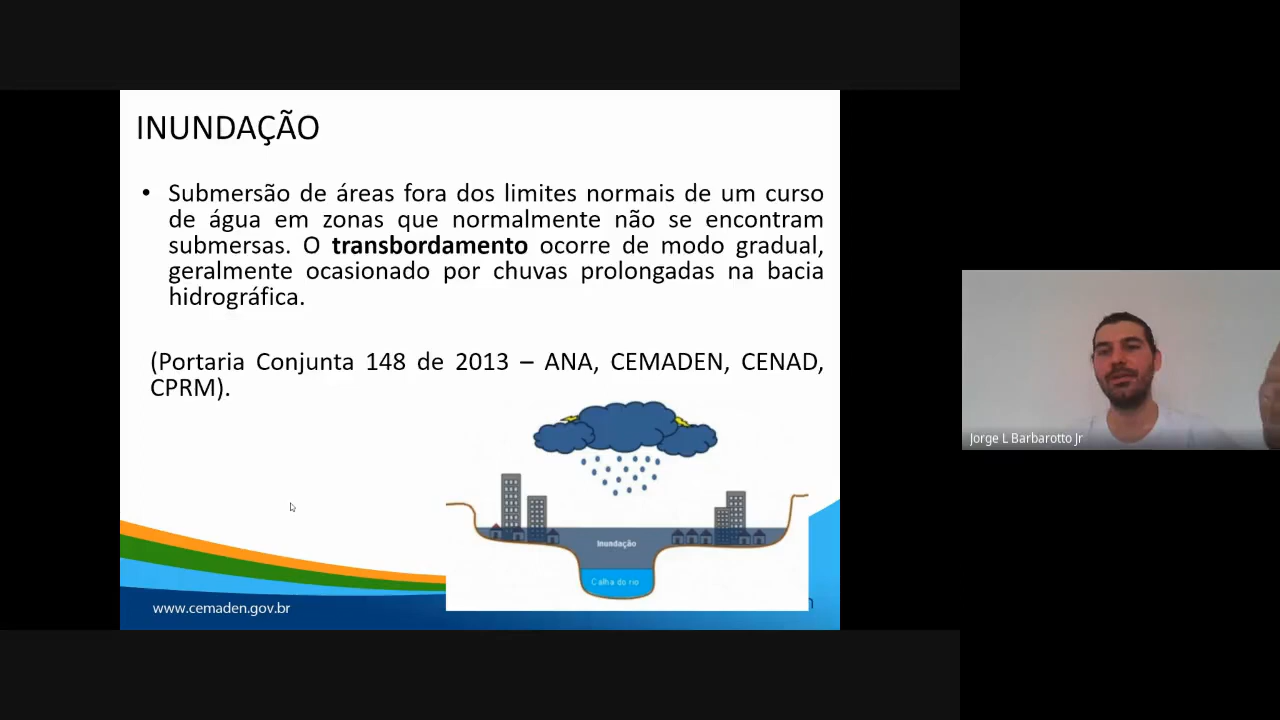 INUNDAÇÃO
• Submersão de áreas fora dos limites normais de um curso
de água em zonas que normalmente não se encontram
submersas. O transbordamento ocorre de modo gradual,
geralmente ocasionado por chuvas prolongadas na bacia
hidrográfica.
(Portaria Conjunta 148 de 2013 – ANA, CEMADEN, CENAD,
CPRM).
Inundação
Calha do rio
www.cemaden.gov.br
Jorge L Barbarotto Jr